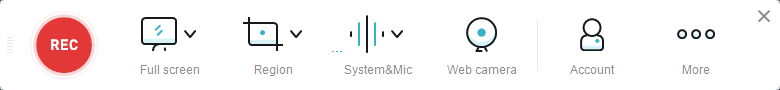 REC
Full screen
Region
System&Mic
Web camera
Account
More